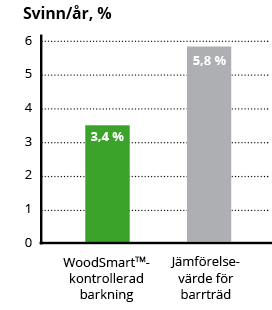 Svinn/år, %
6
5
4
3
2
1
0
3,4 %
5,8 %
WoodSmart™-
kontrollerad
barkning
Jämförelse-
värde för
barrträd